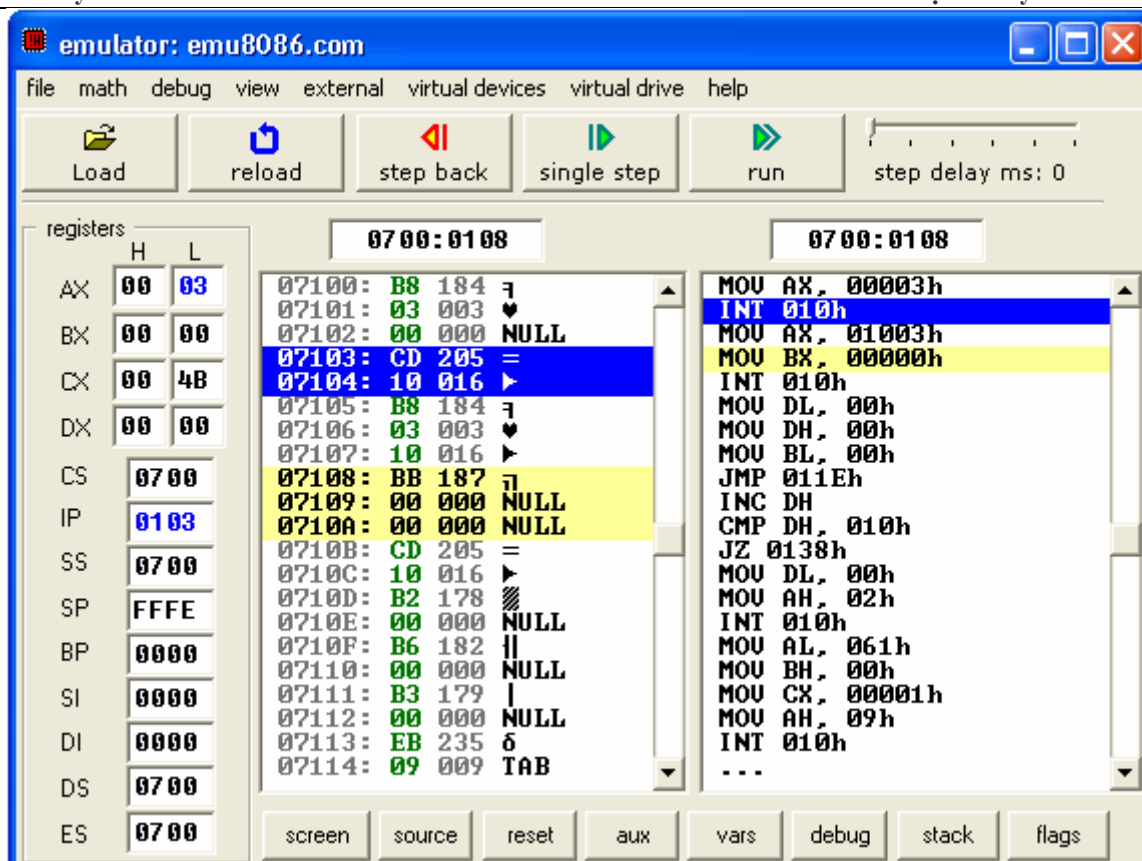 emulator: emu8086.com
file math debug view external virtual devices virtual drive help
Load reload step back single step run step delay ms: 0
registers
H L
AX 00 03
BX 00 00
CX 00 4B
DX 00 00
CS 0700
IP 0103
SS 0700
SP FFFE
BP 0000
SI 0000
DI 0000
DS 0700
ES 0700
0700:0108
07100: B8 184 ╕
07101: 03 003 ♥
07102: 00 000 NULL
07103: CD 205 =
07104: 10 016 ►
07105: B8 184 ╕
07106: 03 003 ♥
07107: 10 016 ►
07108: BB 187 ╗
07109: 00 000 NULL
0710A: 00 000 NULL
0710B: CD 205 =
0710C: 10 016 ►
0710D: B2 178 ▓
0710E: 00 000 NULL
0710F: B6 182 ╢
07110: 00 000 NULL
07111: B3 179 │
07112: 00 000 NULL
07113: EB 235 δ
07114: 09 009 TAB
0700:0108
MOV AX, 00003h
INT 010h
MOV AX, 01003h
MOV BX, 00000h
INT 010h
MOV DL, 00h
MOV DH, 00h
MOV BL, 00h
JMP 011Eh
INC DH
CMP DH, 010h
JZ 0138h
MOV DL, 00h
MOV AH, 02h
INT 010h
MOV AL, 061h
MOV BH, 00h
MOV CX, 00001h
MOV AH, 09h
INT 010h
...
screen source reset aux vars debug stack flags